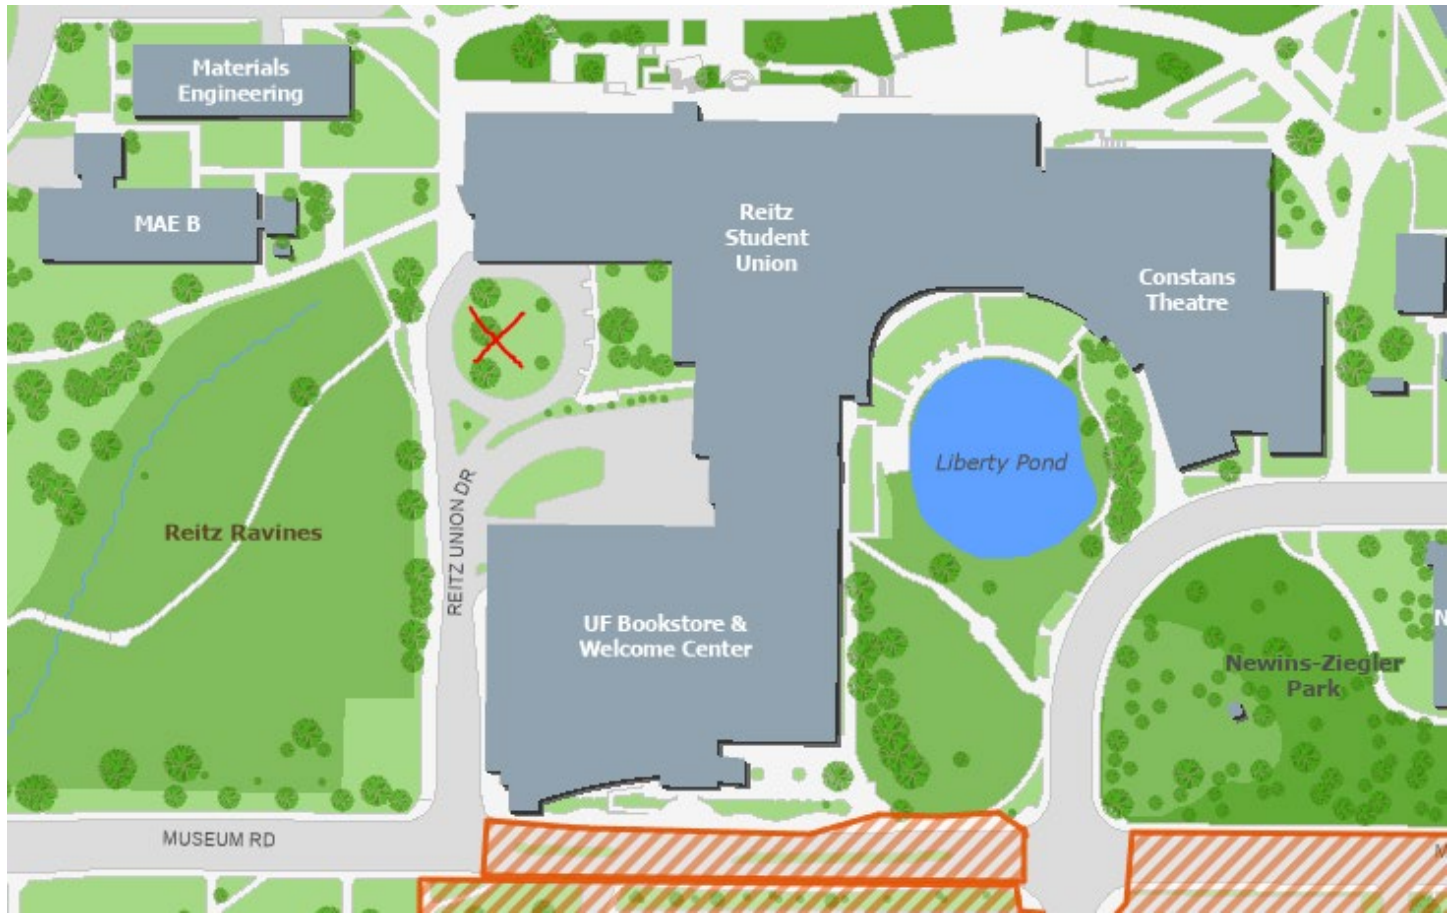 Materials
Engineering
MAE B
Reitz
Student
Union
Constans
Theatre
Liberty Pond
REITZ UNION DR
Reitz Ravines
UF Bookstore &
Welcome Center
Newins-Ziegler
Park
N
MUSEUM RD
M